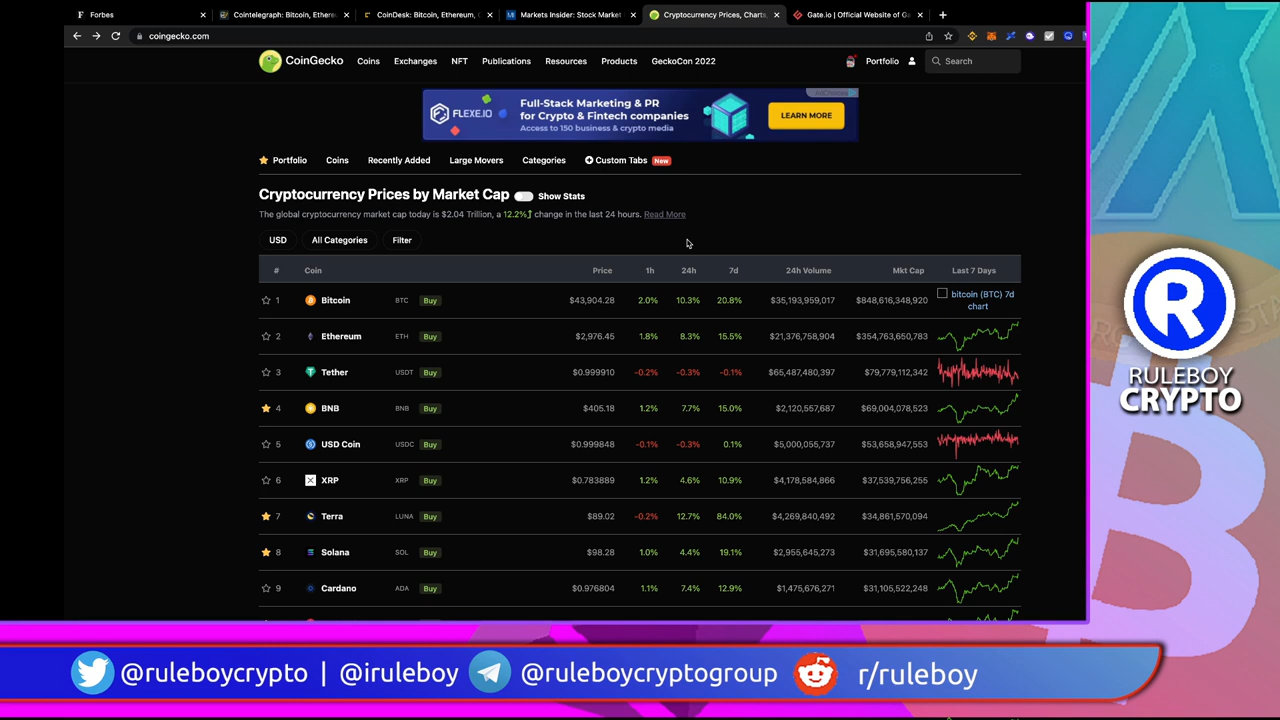 Forbes
Cointelegraph: Bitcoin, Ethere
CoinDesk: Bitcoin, Ethereum,
Markets Insider: Stock Market
Cryptocurrency Prices, Charts,
Gate.io | Official Website of Ga
coingecko.com
CoinGecko Coins Exchanges NFT Publications Resources Products GeckoCon 2022 Portfolio Search
FLEXE.IO
Full-Stack Marketing & PR
for Crypto & Fintech companies
Access to 150 business & crypto media
LEARN MORE
AdChoices
Portfolio Coins Recently Added Large Movers Categories Custom Tabs New
Cryptocurrency Prices by Market Cap Show Stats
The global cryptocurrency market cap today is $2.04 Trillion, a 12.2% change in the last 24 hours. Read More
USD All Categories Filter
# Coin Price 1h 24h 7d 24h Volume Mkt Cap Last 7 Days
1 Bitcoin BTC Buy $43,904.28 2.0% 10.3% 20.8% $35,193,959,017 $848,616,348,920 bitcoin (BTC) 7d
chart
2 Ethereum ETH Buy $2,976.45 1.8% 8.3% 15.5% $21,376,758,904 $354,763,650,783
3 Tether USDT Buy $0.999910 -0.2% -0.3% -0.1% $65,487,480,397 $79,779,112,342
4 BNB BNB Buy $405.18 1.2% 7.7% 15.0% $2,120,557,687 $69,004,078,523
5 USD Coin USDC Buy $0.999848 -0.1% -0.3% 0.1% $5,000,055,737 $53,658,947,553
6 XRP XRP Buy $0.783889 1.2% 4.6% 10.9% $4,178,584,866 $37,539,756,255
7 Terra LUNA Buy $89.02 -0.2% 12.7% 84.0% $4,269,840,492 $34,861,570,094
8 Solana SOL Buy $98.28 1.0% 4.4% 19.1% $2,955,645,273 $31,695,580,137
9 Cardano ADA Buy $0.976804 1.1% 7.4% 12.9% $1,475,676,271 $31,105,522,248
R
RULEBOY
CRYPTO
@ruleboycrypto | @iruleboy @ruleboycryptogroup r/ruleboy